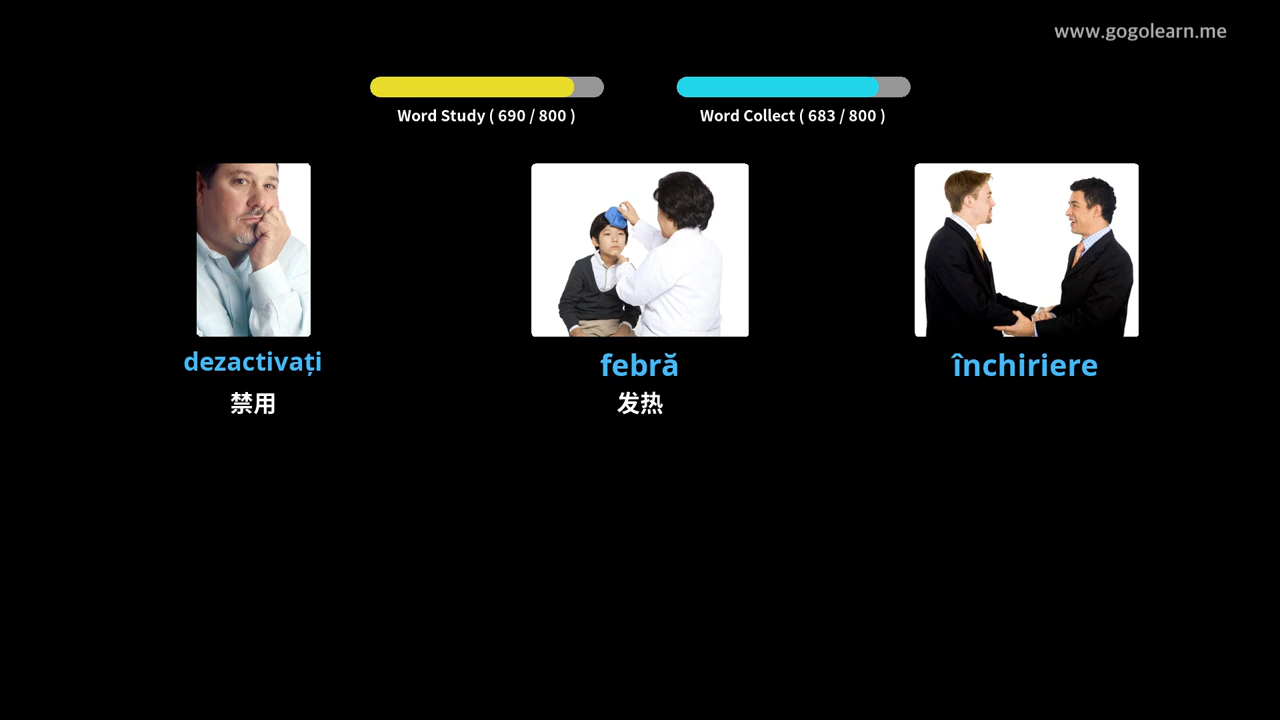 www.gogolearn.me
Word Study ( 690 / 800 )
Word Collect ( 683 / 800 )
dezactivați
febră
închiriere
禁用
发热